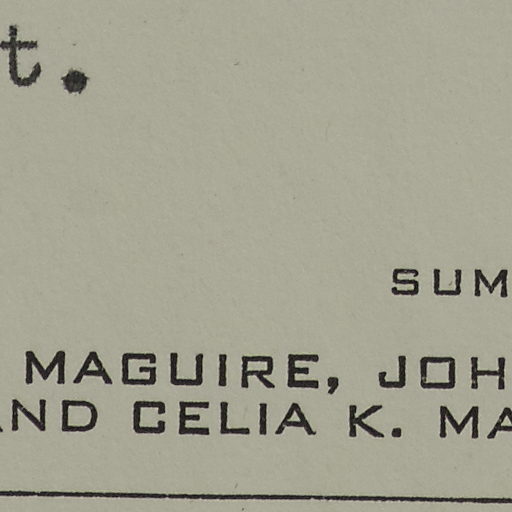 t.
SUM
MAGUIRE, JOH
AND CELIA K. MA